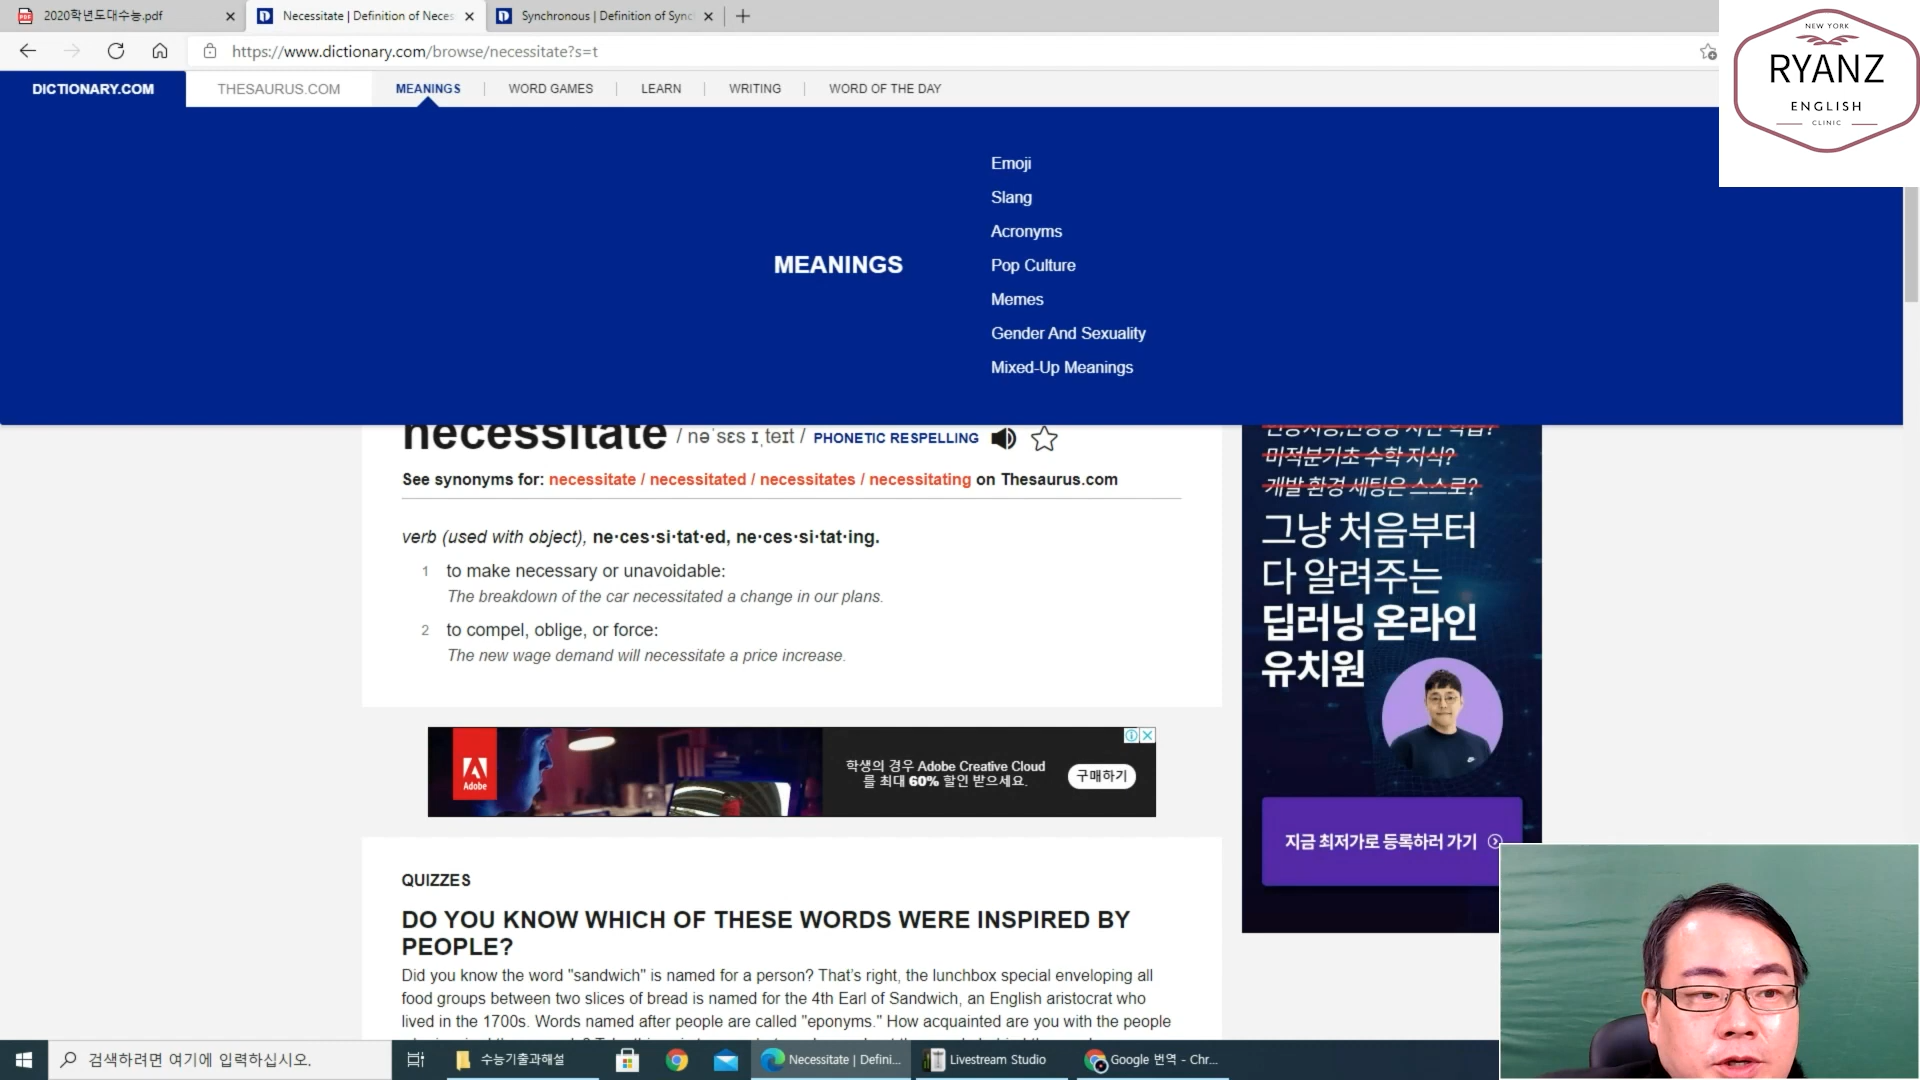 2020학년도대수능.pdf
Necessitate | Definition of Neces
Synchronous | Definition of Sync
https://www.dictionary.com/browse/necessitate?s=t
NEW YORK
RYANZ
ENGLISH
CLINIC
DICTIONARY.COM
THESAURUS.COM
MEANINGS
WORD GAMES
LEARN
WRITING
WORD OF THE DAY
MEANINGS
Emoji
Slang
Acronyms
Pop Culture
Memes
Gender And Sexuality
Mixed-Up Meanings
necessitate / nəˈsɛs ɪˌteɪt / PHONETIC RESPELLING
See synonyms for: necessitate / necessitated / necessitates / necessitating on Thesaurus.com
verb (used with object), ne·ces·si·tat·ed, ne·ces·si·tat·ing.
1 to make necessary or unavoidable:
The breakdown of the car necessitated a change in our plans.
2 to compel, oblige, or force:
The new wage demand will necessitate a price increase.
미적분기초 수학 지식?
개발 환경 세팅은 스스로?
그냥 처음부터
다 알려주는
딥러닝 온라인
유치원
지금 최저가로 등록하러 가기
Adobe
학생의 경우 Adobe Creative Cloud
를 최대 60% 할인 받으세요.
구매하기
QUIZZES
DO YOU KNOW WHICH OF THESE WORDS WERE INSPIRED BY
PEOPLE?
Did you know the word "sandwich" is named for a person? That's right, the lunchbox special enveloping all
food groups between two slices of bread is named for the 4th Earl of Sandwich, an English aristocrat who
lived in the 1700s. Words named after people are called "eponyms." How acquainted are you with the people
검색하려면 여기에 입력하십시오.
수능기출과해설
Necessitate | Defini...
Livestream Studio
Google 번역 - Chr...